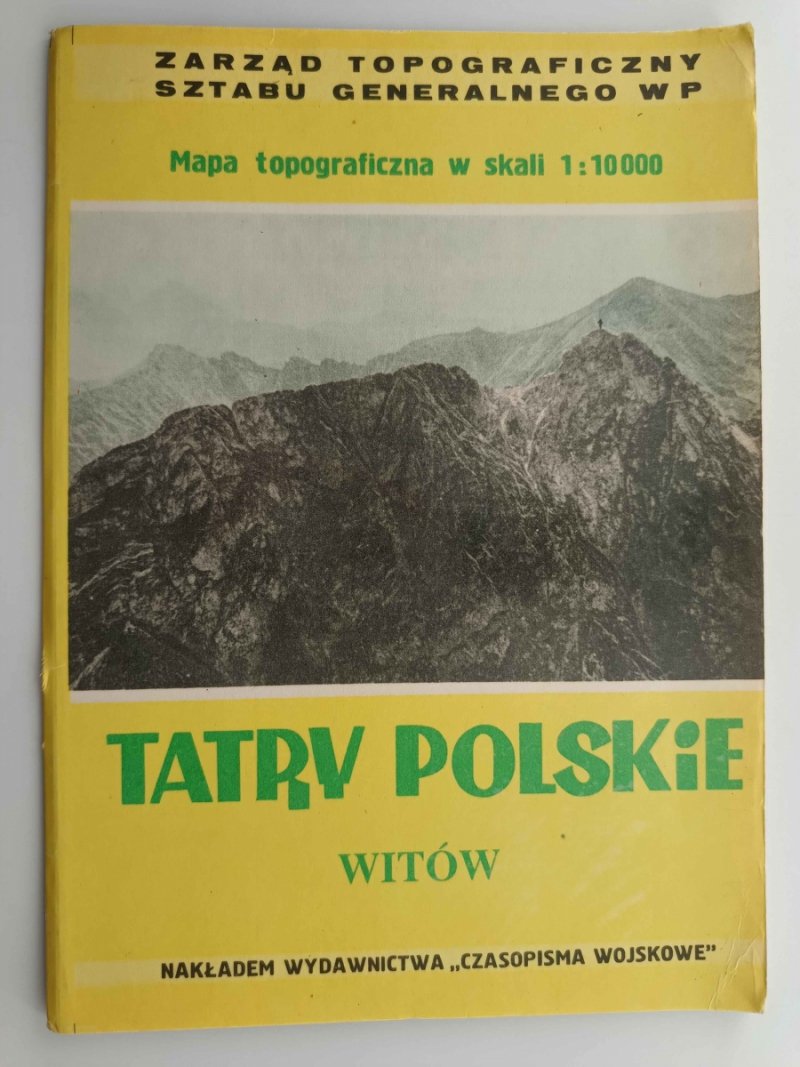 ZARZĄD TOPOGRAFICZNY
SZTABU GENERALNEGO WP
Mapa topograficzna w skali 1:10000
TATRY POLSKiE
WITÓW
NAKŁADEM WYDAWNICTWA „CZASOPISMA WOJSKOWE”